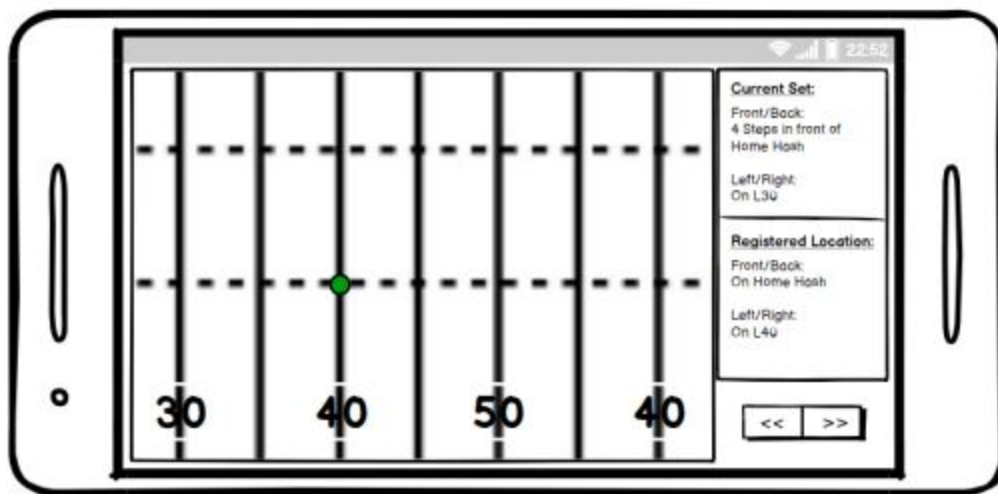 22:52
Current Set:
Front/Back:
4 Steps in front of
Home Hash
Left/Right:
On L30
Registered Location:
Front/Back:
On Home Hash
Left/Right:
On L40
30 40 50 40
<< >>